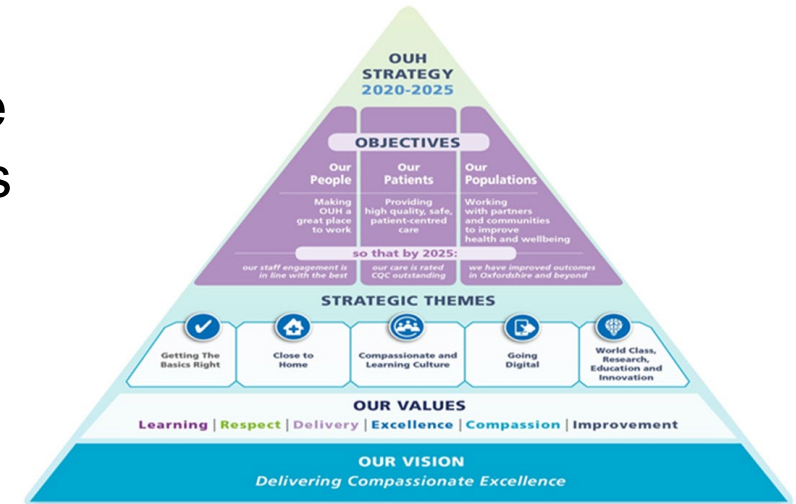 e
s
OUH
STRATEGY
2020-2025
OBJECTIVES
Our
People
Making
OUH a
great place
to work
Our
Patients
Providing
high quality, safe,
patient-centred
care
Our
Populations
Working
with partners
and communities
to improve
health and wellbeing
so that by 2025:
our staff engagement is
in line with the best
our care is rated
CQC outstanding
we have improved outcomes
in Oxfordshire and beyond
STRATEGIC THEMES
Getting The
Basics Right
Close to
Home
Compassionate and
Learning Culture
Going
Digital
World Class,
Research,
Education and
Innovation
OUR VALUES
Learning | Respect | Delivery | Excellence | Compassion | Improvement
OUR VISION
Delivering Compassionate Excellence